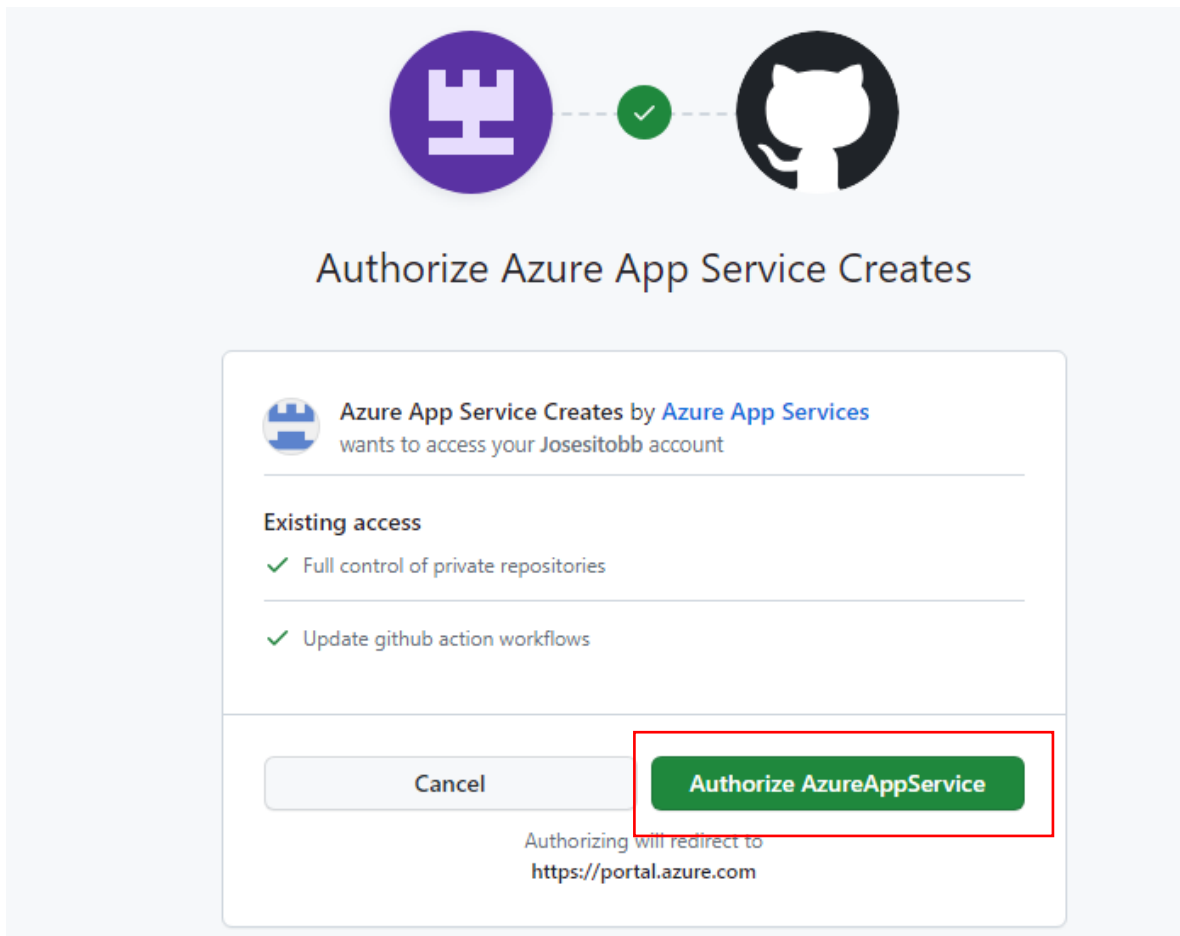 Authorize Azure App Service Creates
Azure App Service Creates by Azure App Services
wants to access your Josesitobb account
Existing access
Full control of private repositories
Update github action workflows
Cancel
Authorize AzureAppService
Authorizing will redirect to
https://portal.azure.com